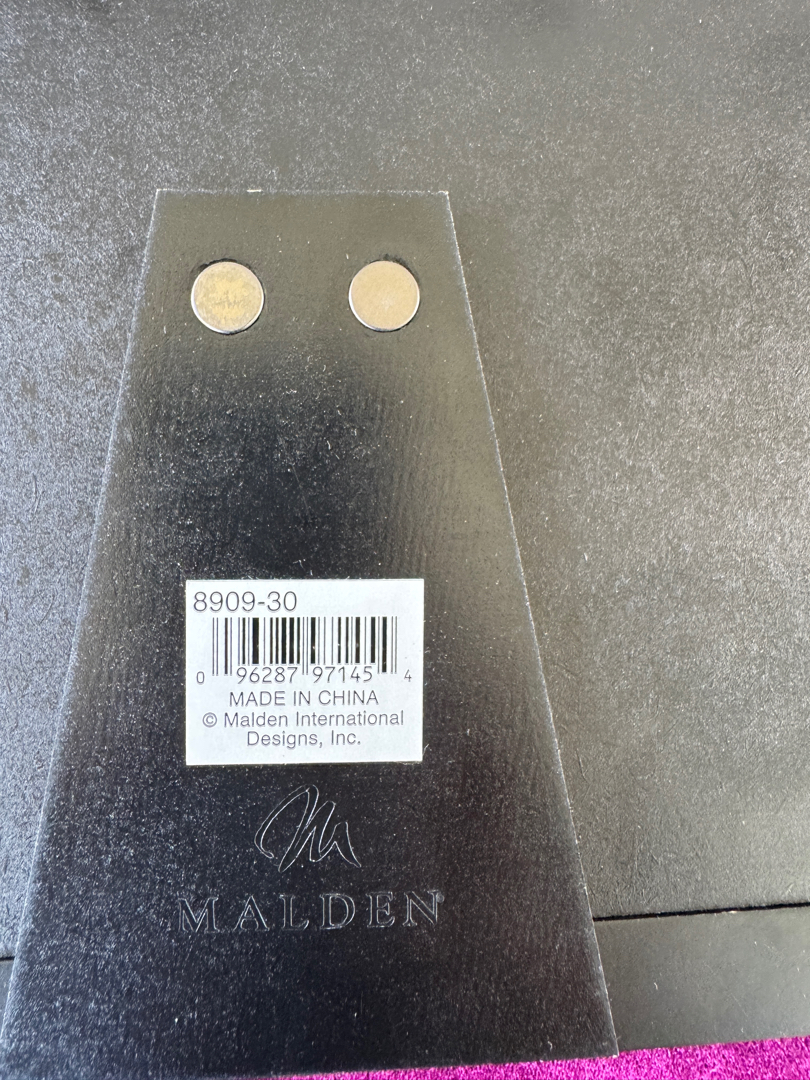 8909-30
0 96287 97145 4
MADE IN CHINA
© Malden International
Designs, Inc.
M
MALDEN®